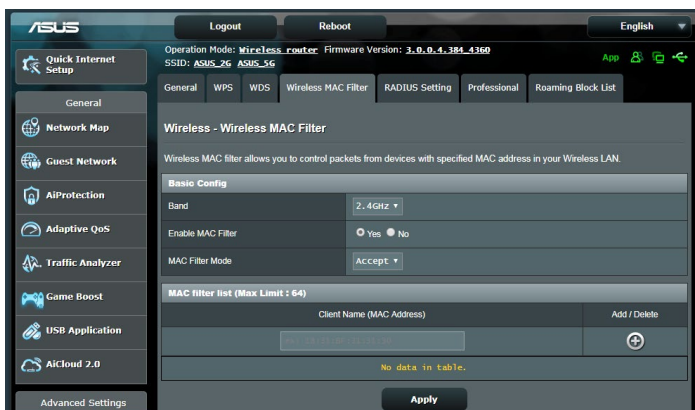 ASUS
Logout
Reboot
English
Quick Internet Setup
Operation Mode: Wireless router Firmware Version: 3.0.0.4.384_4360
SSID: ASUS_2G ASUS_5G
App
General
WPS
WDS
Wireless MAC Filter
RADIUS Setting
Professional
Roaming Block List
General
Network Map
Guest Network
AiProtection
Adaptive QoS
Traffic Analyzer
Game Boost
USB Application
AiCloud 2.0
Advanced Settings
Wireless - Wireless MAC Filter
Wireless MAC filter allows you to control packets from devices with specified MAC address in your Wireless LAN.
Basic Config
Band
2.4GHz
Enable MAC Filter
Yes No
MAC Filter Mode
Accept
MAC filter list (Max Limit : 64)
Client Name (MAC Address)
Add / Delete
No data in table.
Apply